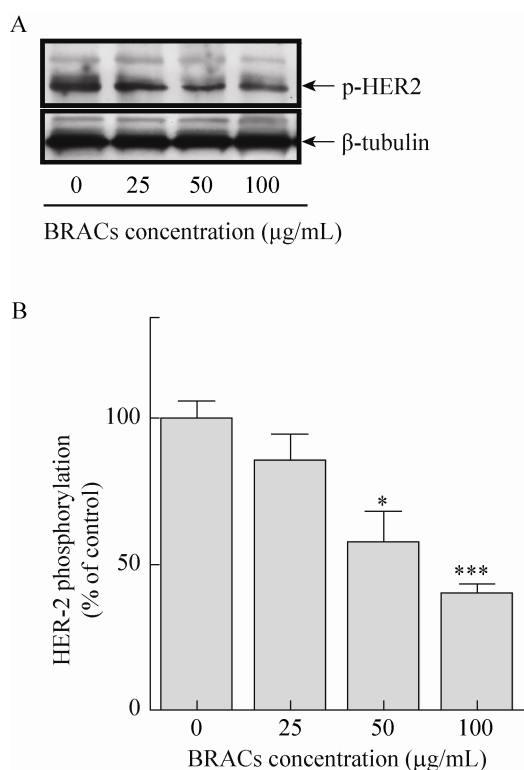 A
p-HER2
β-tubulin
0 25 50 100
BRACs concentration (μg/mL)
B
HER-2 phosphorylation
(% of control)
100
50
0
*
***
0 25 50 100
BRACs concentration (μg/mL)